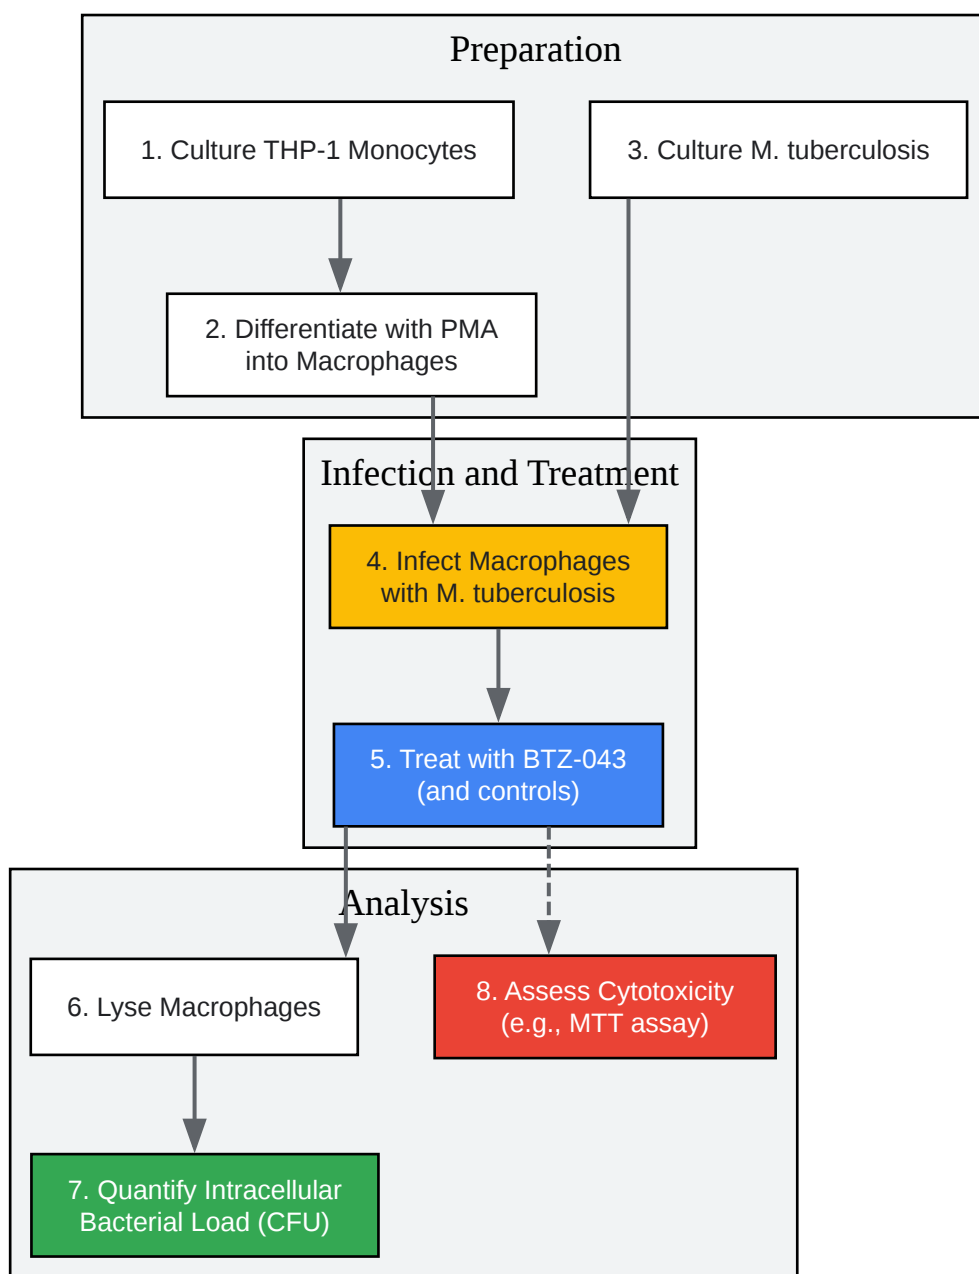 Preparation
1. Culture THP-1 Monocytes
3. Culture M. tuberculosis
2. Differentiate with PMA
into Macrophages
Infection and Treatment
4. Infect Macrophages
with M. tuberculosis
5. Treat with BTZ-043
(and controls)
Analysis
6. Lyse Macrophages
8. Assess Cytotoxicity
(e.g., MTT assay)
7. Quantify Intracellular
Bacterial Load (CFU)